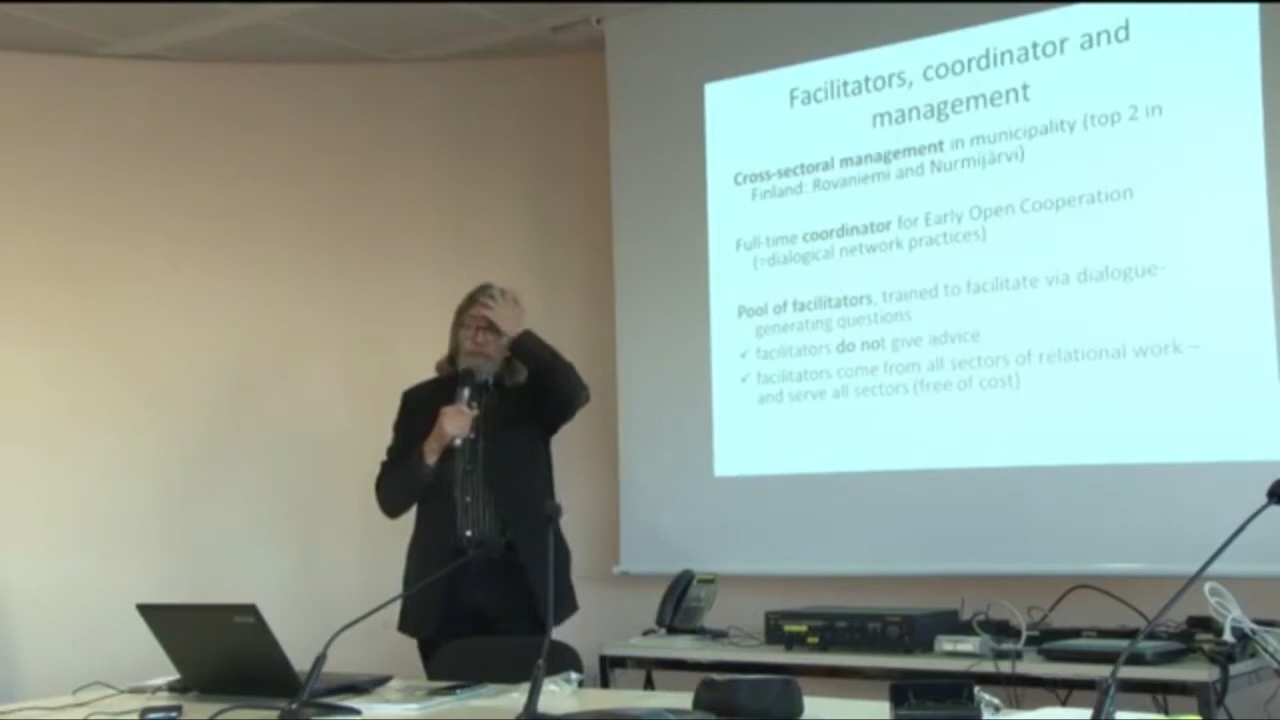 Facilitators, coordinator and
management
Cross-sectoral management in municipality (top 2 in
Finland: Rovaniemi and Nurmijärvi)
Full-time coordinator for Early Open Cooperation
(=dialogical network practices)
Pool of facilitators, trained to facilitate via dialogue-
generating questions
✓ facilitators do not give advice
✓ facilitators come from all sectors of relational work –
and serve all sectors (free of cost)